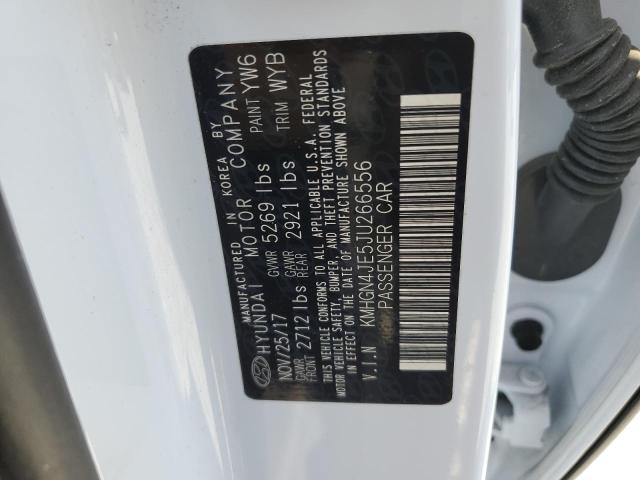 MANUFACTURED IN KOREA BY
HYUNDAI MOTOR COMPANY
NOV/25/17 GVWR 5269 lbs PAINT YW6
GAWR FRONT 2712 lbs GAWR REAR 2921 lbs TRIM WYB
THIS VEHICLE CONFORMS TO ALL APPLICABLE U.S.A. FEDERAL
MOTOR VEHICLE SAFETY, BUMPER, AND THEFT PREVENTION STANDARDS
IN EFFECT ON THE DATE OF MANUFACTURE SHOWN ABOVE
V.I.N KMHGN4JE5JU266556
PASSENGER CAR